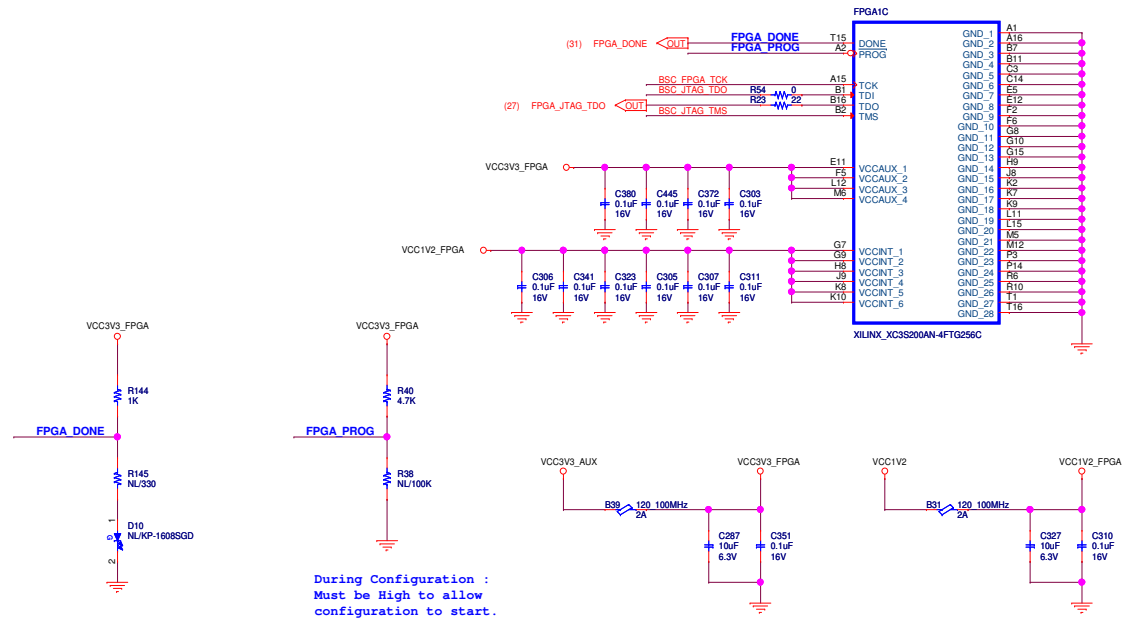 FPGA1C
(31) FPGA_DONE OUT FPGA_DONE T15 DONE
FPGA_PROG A2 PROG
BSC_FPGA_TCK A15 TCK
BSC_JTAG_TDO R54 0 B1 TDI
(27) FPGA_JTAG_TDO OUT R23 22 B16 TDO
BSC_JTAG_TMS B2 TMS
GND_1 A1
GND_2 A16
GND_3 B7
GND_4 B11
GND_5 C3
GND_6 C14
GND_7 E5
GND_8 E12
GND_9 F2
GND_10 F6
GND_11 G8
GND_12 G10
GND_13 G15
GND_14 H9
GND_15 J8
GND_16 K2
GND_17 K7
GND_18 K9
GND_19 L11
GND_20 L15
GND_21 M5
GND_22 M12
GND_23 P3
GND_24 P14
GND_25 R6
GND_26 R10
GND_27 T1
GND_28 T16
VCC3V3_FPGA E11 VCCAUX_1
F5 VCCAUX_2
L12 VCCAUX_3
M6 VCCAUX_4
C380 C445 C372 C303
0.1uF 0.1uF 0.1uF 0.1uF
16V 16V 16V 16V
VCC1V2_FPGA G7 VCCINT_1
G9 VCCINT_2
H8 VCCINT_3
J9 VCCINT_4
K8 VCCINT_5
K10 VCCINT_6
C306 C341 C323 C305 C307 C311
0.1uF 0.1uF 0.1uF 0.1uF 0.1uF 0.1uF
16V 16V 16V 16V 16V 16V
XILINX_XC3S200AN-4FTG256C
VCC3V3_FPGA
R144
1K
FPGA_DONE
R145
NL/330
1
D10
NL/KP-1608SGD
G
2
VCC3V3_FPGA
R40
4.7K
FPGA_PROG
R38
NL/100K
During Configuration :
Must be High to allow
configuration to start.
VCC3V3_AUX VCC3V3_FPGA
B39 120_100MHz
2A
C287 C351
10uF 0.1uF
6.3V 16V
VCC1V2 VCC1V2_FPGA
B31 120_100MHz
2A
C327 C310
10uF 0.1uF
6.3V 16V